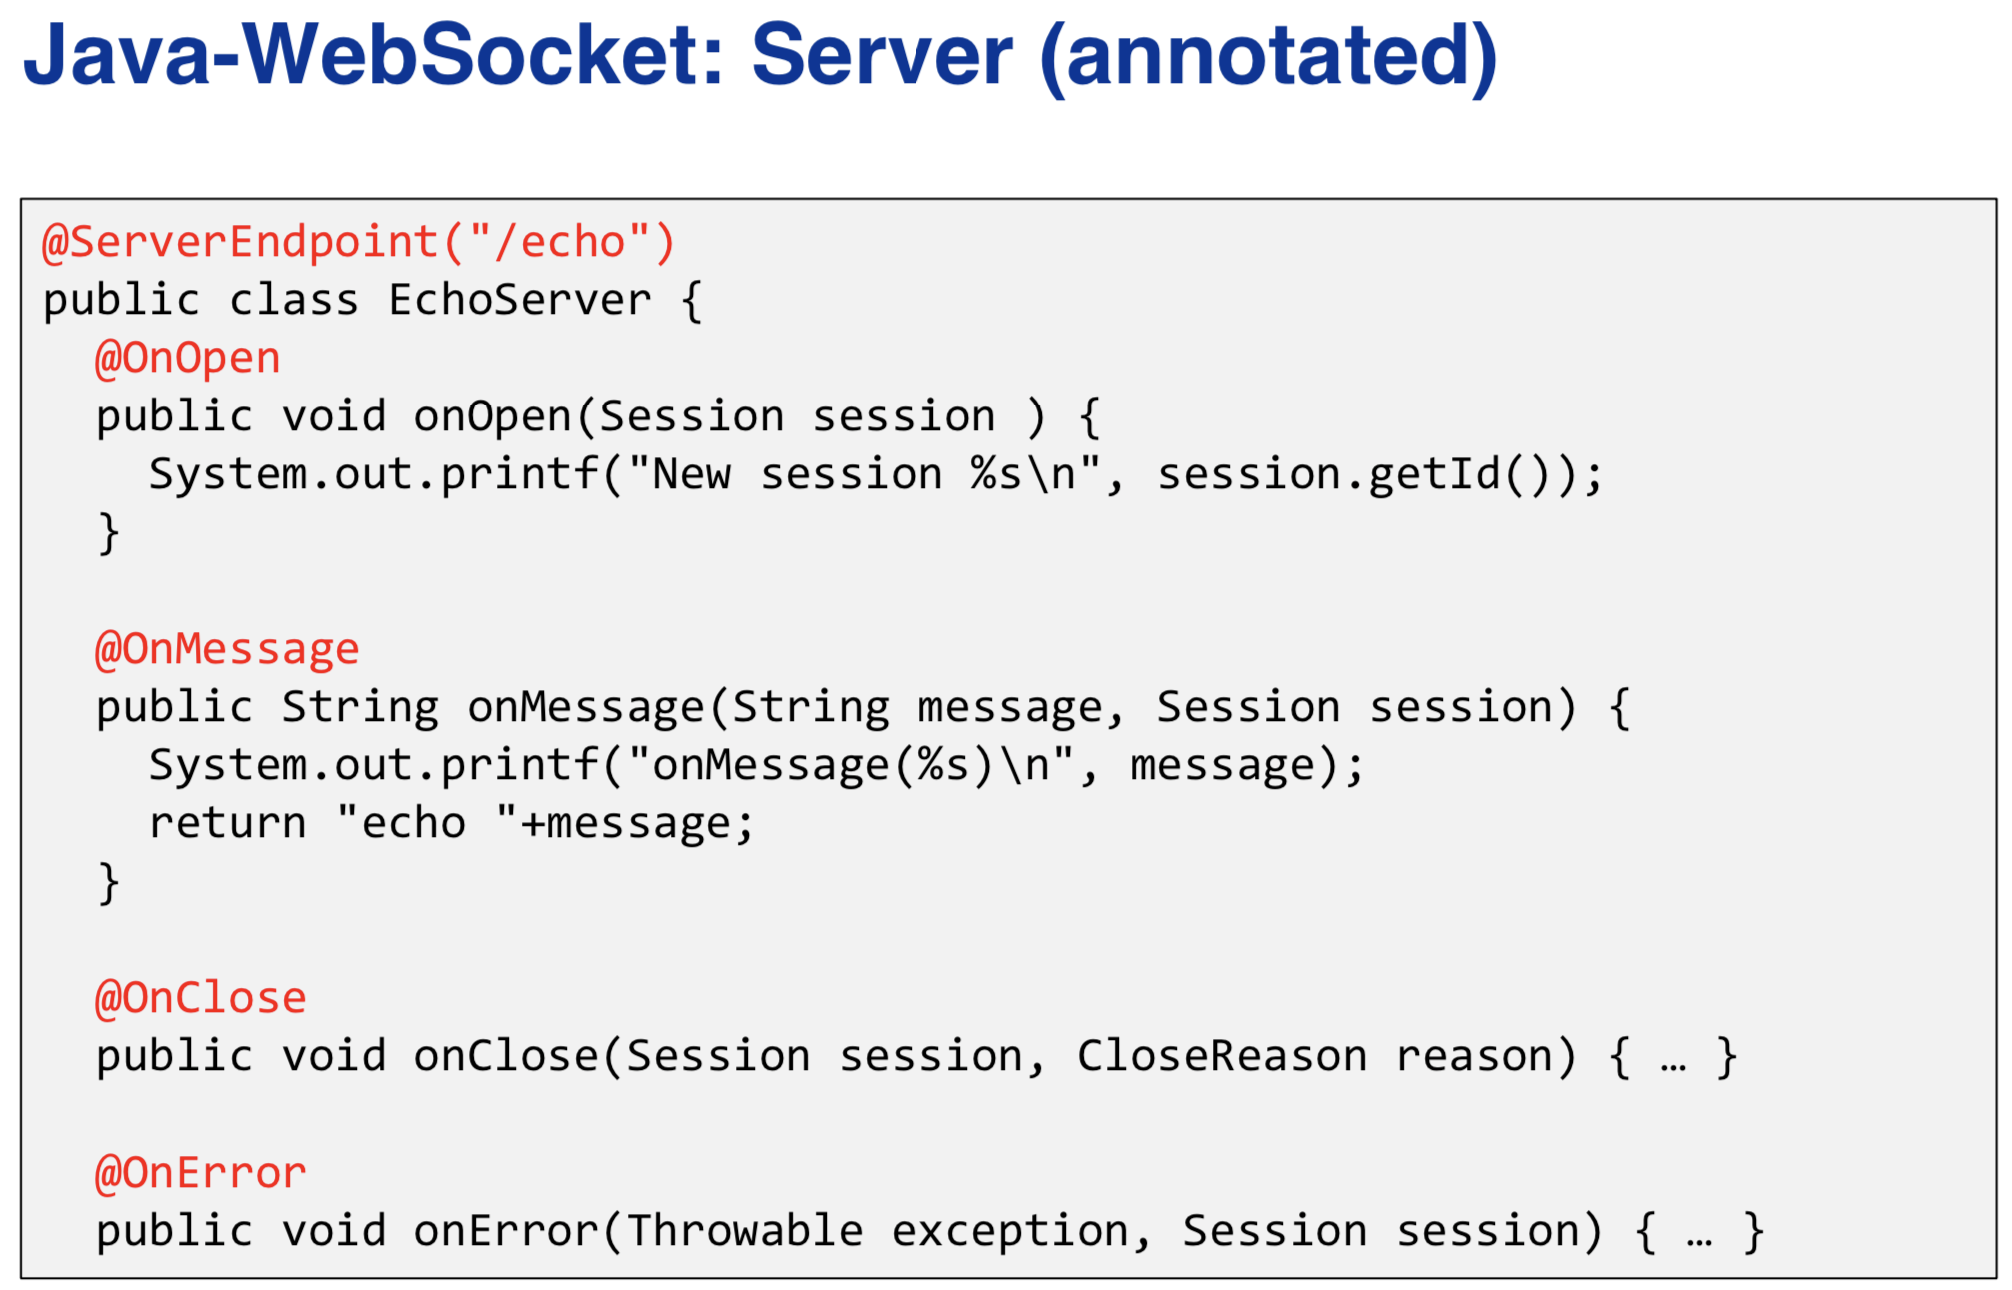 Java-WebSocket: Server (annotated)
@ServerEndpoint("/echo")
public class EchoServer {
  @OnOpen
  public void onOpen(Session session ) {
    System.out.printf("New session %s\n", session.getId());
  }
  @OnMessage
  public String onMessage(String message, Session session) {
    System.out.printf("onMessage(%s)\n", message);
    return "echo "+message;
  }
  @OnClose
  public void onClose(Session session, CloseReason reason) { … }
  @OnError
  public void onError(Throwable exception, Session session) { … }